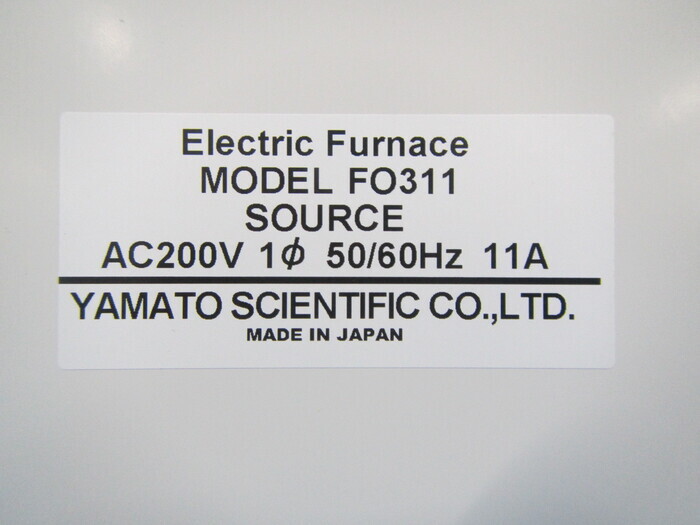 Electric Furnace
MODEL FO311
SOURCE
AC200V 1ϕ 50/60Hz 11A
YAMATO SCIENTIFIC CO.,LTD.
MADE IN JAPAN